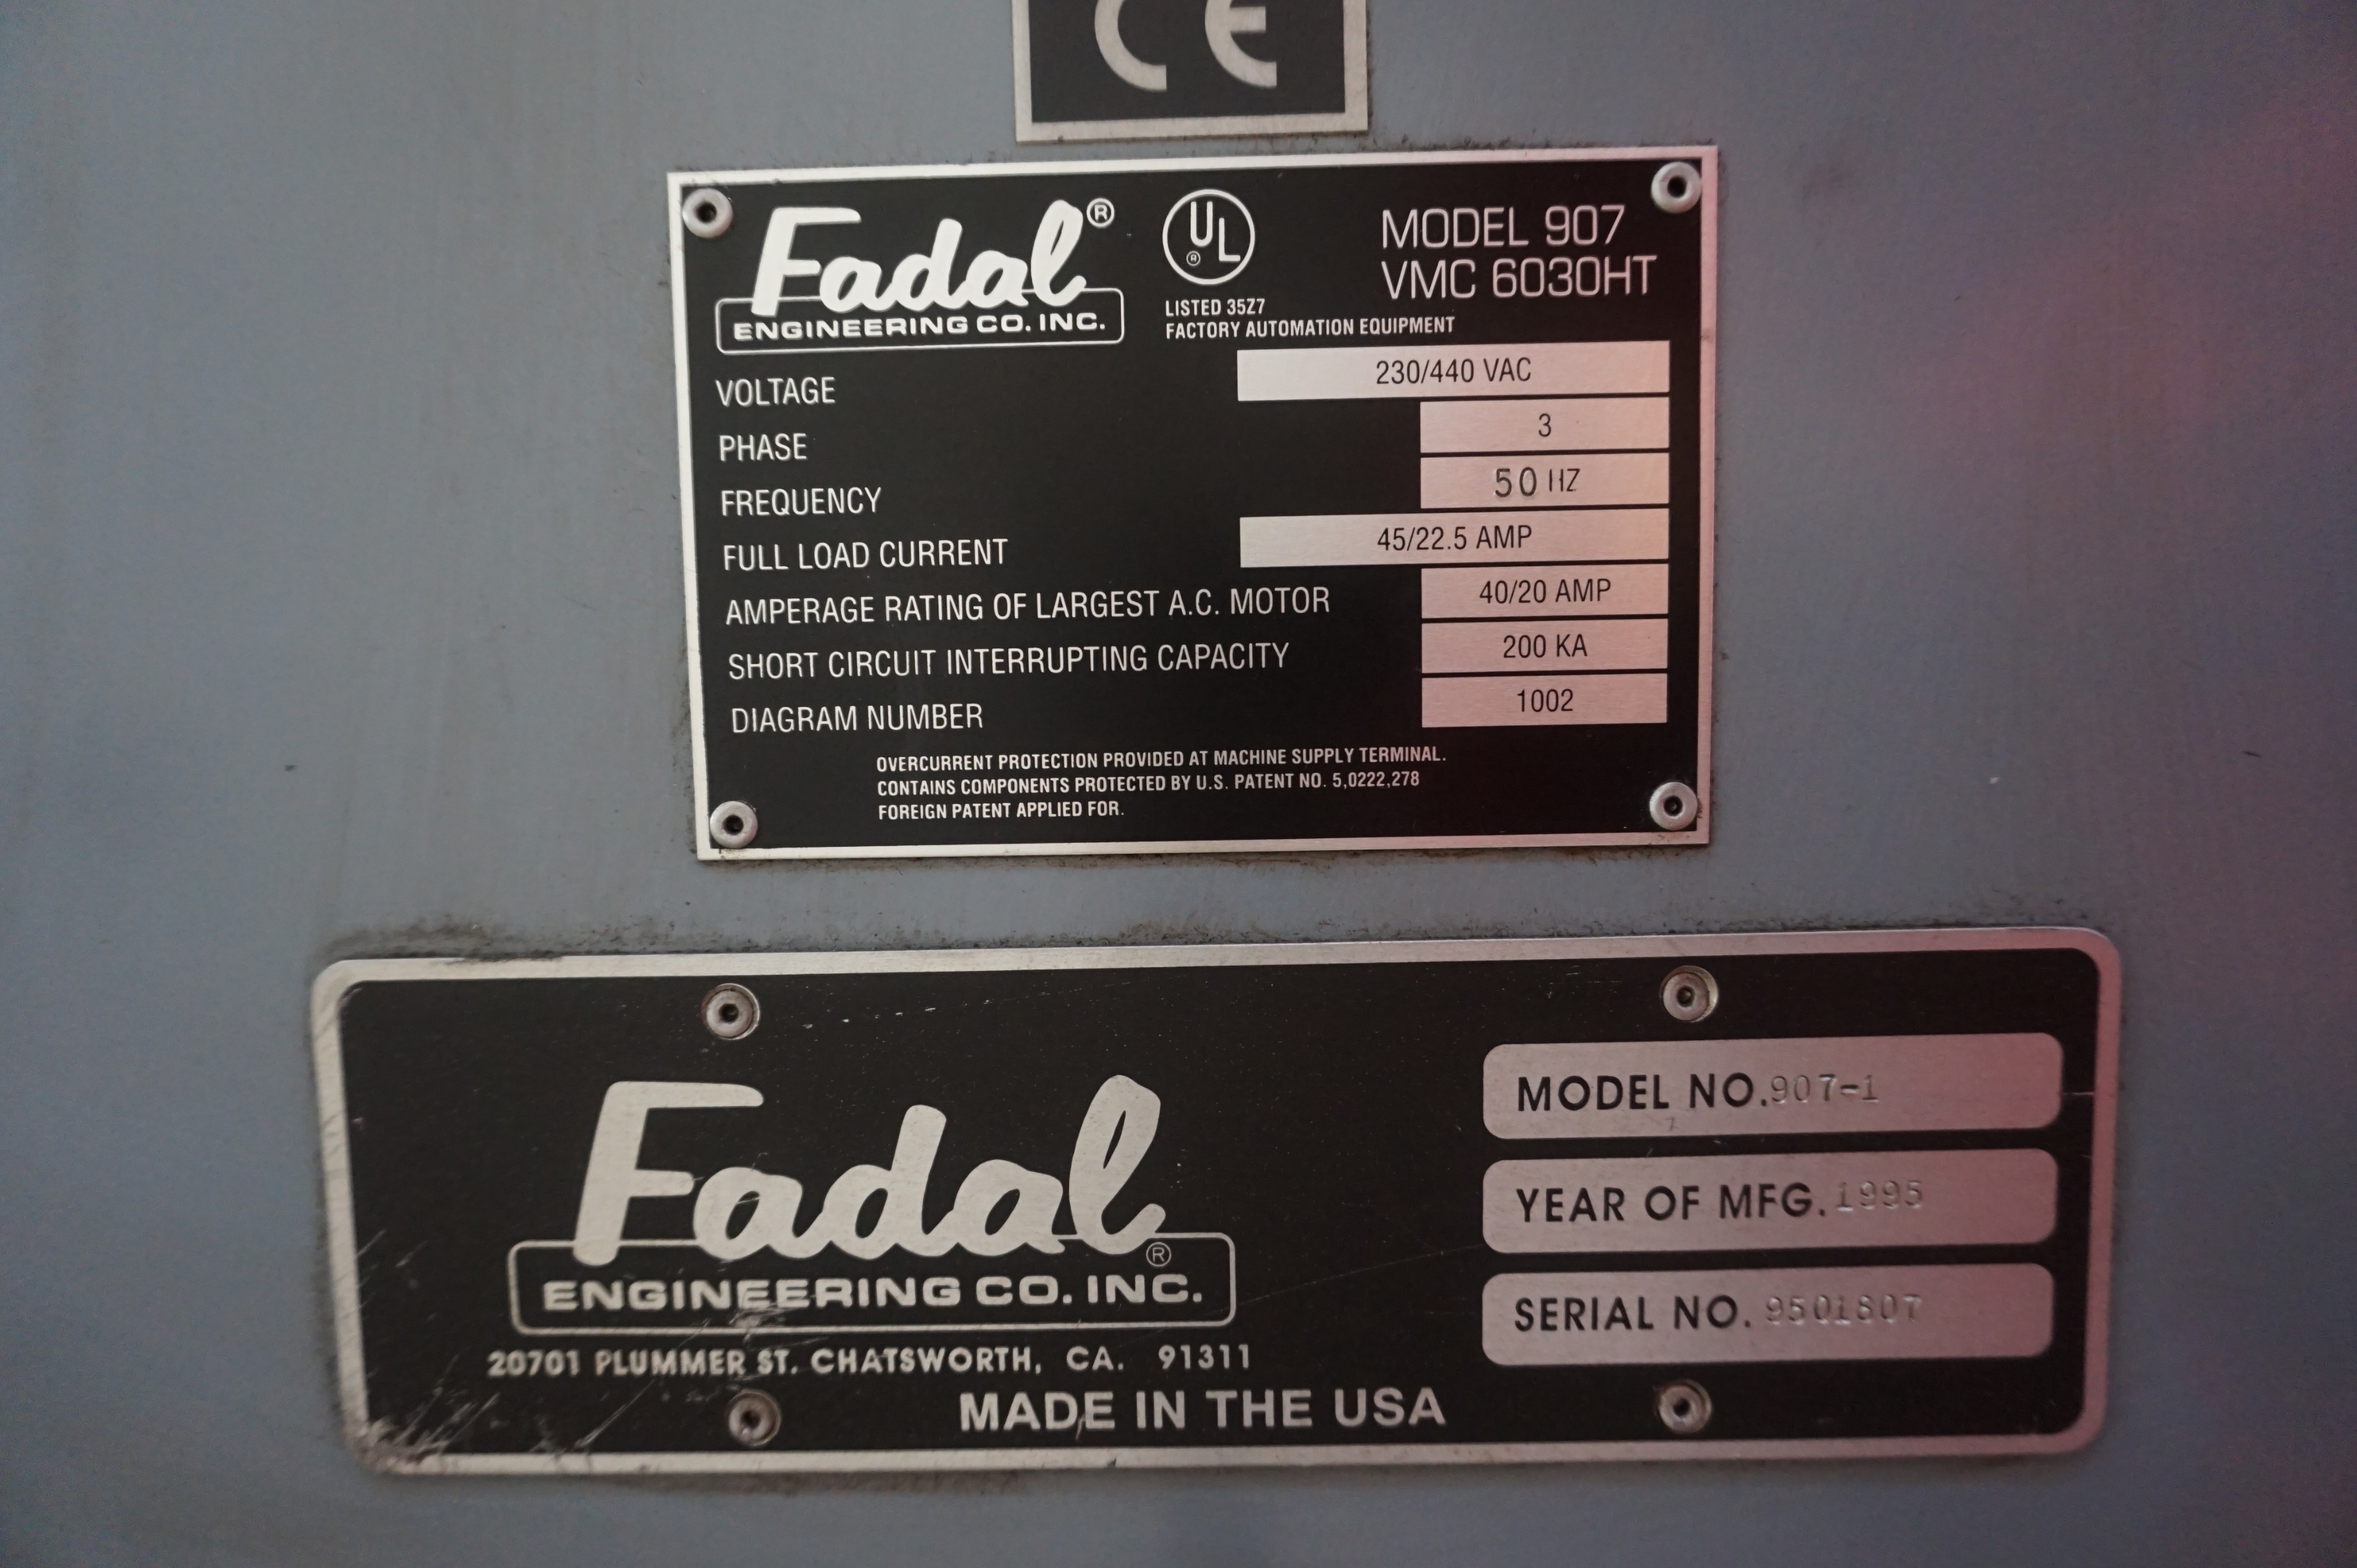 CE
Fadal®
ENGINEERING CO. INC.
UL®
LISTED 35Z7
FACTORY AUTOMATION EQUIPMENT
MODEL 907
VMC 6030HT
VOLTAGE 230/440 VAC
PHASE 3
FREQUENCY 50 HZ
FULL LOAD CURRENT 45/22.5 AMP
AMPERAGE RATING OF LARGEST A.C. MOTOR 40/20 AMP
SHORT CIRCUIT INTERRUPTING CAPACITY 200 KA
DIAGRAM NUMBER 1002
OVERCURRENT PROTECTION PROVIDED AT MACHINE SUPPLY TERMINAL.
CONTAINS COMPONENTS PROTECTED BY U.S. PATENT NO. 5,0222,278
FOREIGN PATENT APPLIED FOR.
Fadal®
ENGINEERING CO. INC.
20701 PLUMMER ST. CHATSWORTH, CA. 91311
MADE IN THE USA
MODEL NO. 907-1
YEAR OF MFG. 1995
SERIAL NO.